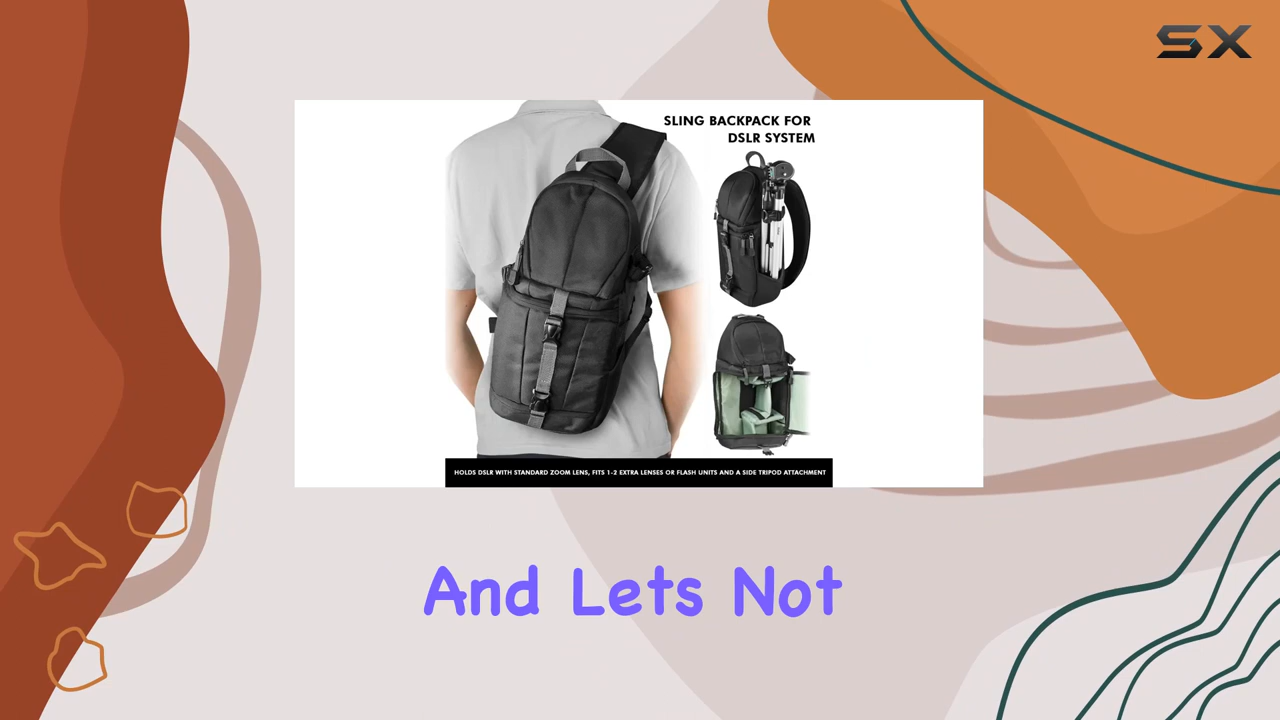 SX
SLING BACKPACK FOR
DSLR SYSTEM
HOLDS DSLR WITH STANDARD ZOOM LENS, FITS 1-2 EXTRA LENSES OR FLASH UNITS AND A SIDE TRIPOD ATTACHMENT
And Lets Not